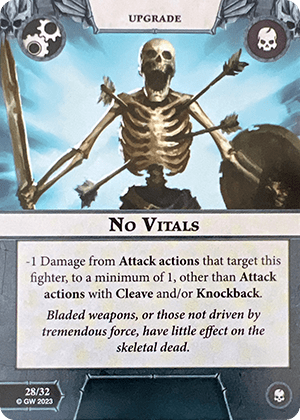 UPGRADE
NO VITALS
-1 Damage from Attack actions that target this
fighter, to a minimum of 1, other than Attack
actions with Cleave and/or Knockback.
Bladed weapons, or those not driven by
tremendous force, have little effect on the
skeletal dead.
28/32
© GW 2023